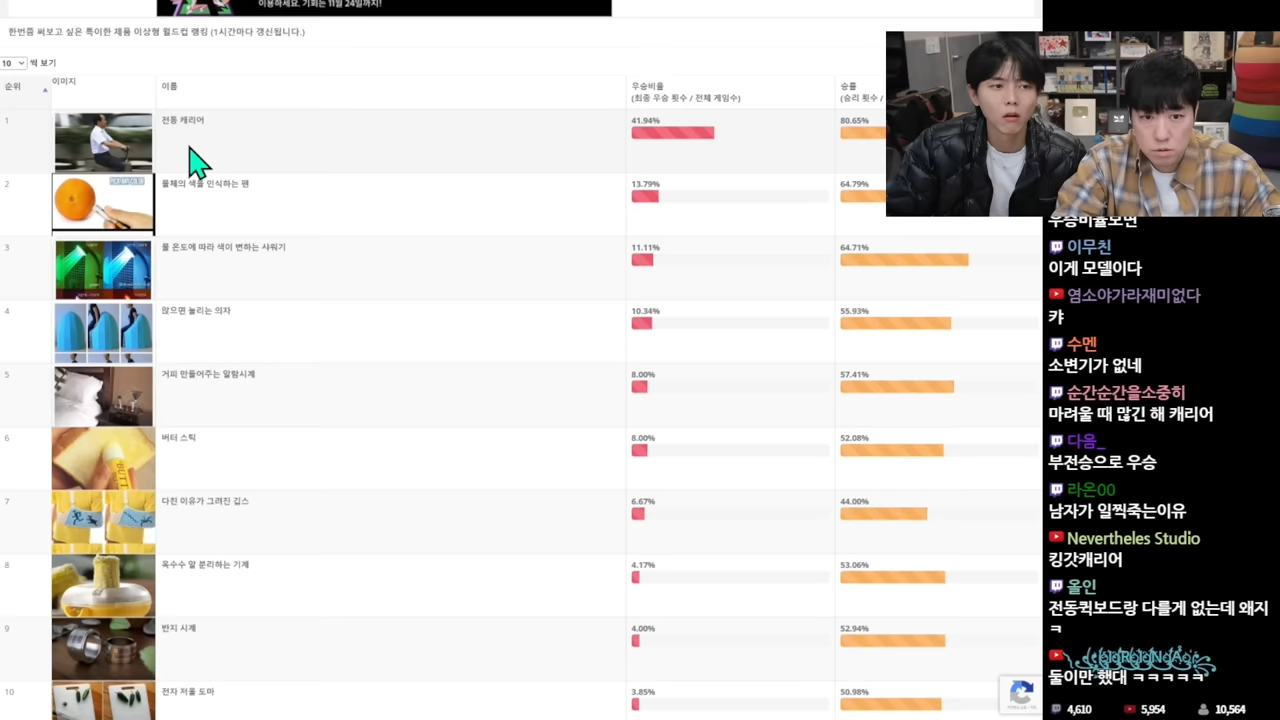 이용하세요. 기회는 11월 24일까지!
한번쯤 써보고 싶은 특이한 제품 이상형 월드컵 랭킹 (1시간마다 갱신됩니다.)
10 씩 보기
순위 이미지 이름 우승비율 승률
(최종 우승 횟수 / 전체 게임수) (승리 횟수 /
1 전동 캐리어 41.94% 80.65%
2 물체의 색을 인식하는 펜 13.79% 64.79%
3 물 온도에 따라 색이 변하는 샤워기 11.11% 64.71%
4 앉으면 눌리는 의자 10.34% 55.93%
5 커피 만들어주는 알람시계 8.00% 57.41%
6 버터 스틱 8.00% 52.08%
7 다친 이유가 그려진 깁스 6.67% 44.00%
8 옥수수 알 분리하는 기계 4.17% 53.06%
9 반지 시계 4.00% 52.94%
10 전자 저울 도마 3.85% 50.98%
우승비율보면
이무친
이게 모델이다
염소야가라재미없다
캬
수멘
소변기가 없네
순간순간을소중히
마려울 때 많긴 해 캐리어
다음_
부전승으로 우승
라온00
남자가 일찍죽는이유
Nevertheles Studio
킹갓캐리어
올인
전동퀵보드랑 다를게 없는데 왜지
ㅋ
둘이만 했대 ㅋㅋㅋㅋㅋ
4,610 5,954 10,564